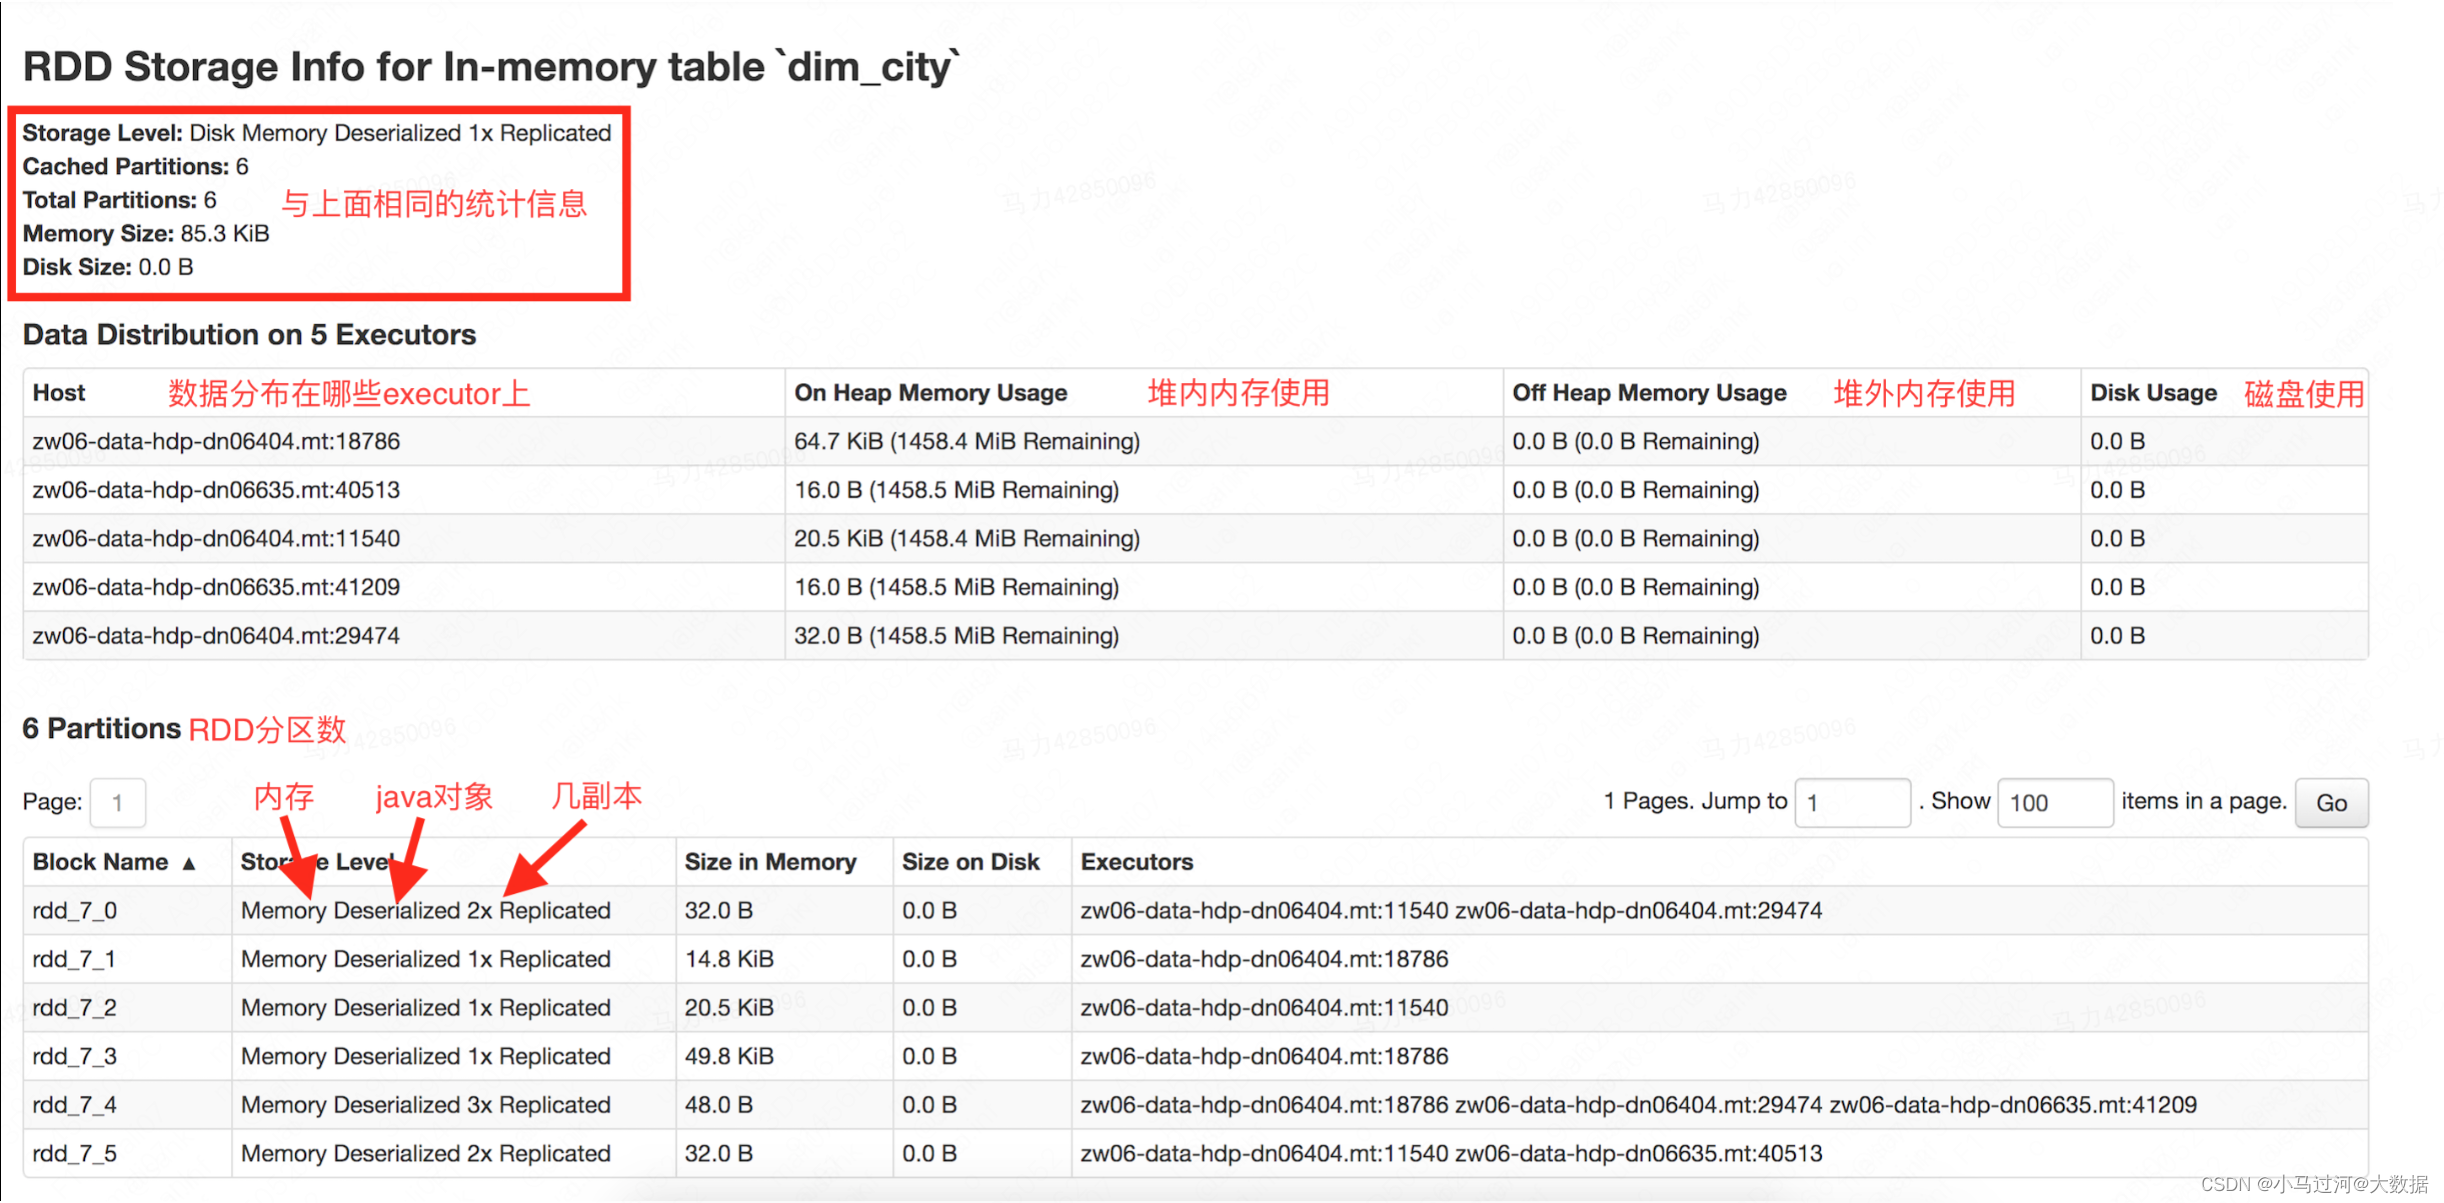 RDD Storage Info for In-memory table `dim_city`
Storage Level: Disk Memory Deserialized 1x Replicated
Cached Partitions: 6
Total Partitions: 6
与上面相同的统计信息
Memory Size: 85.3 KiB
Disk Size: 0.0 B
Data Distribution on 5 Executors
Host 数据分布在哪些executor上 On Heap Memory Usage 堆内内存使用 Off Heap Memory Usage 堆外内存使用 Disk Usage 磁盘使用
zw06-data-hdp-dn06404.mt:18786 64.7 KiB (1458.4 MiB Remaining) 0.0 B (0.0 B Remaining) 0.0 B
zw06-data-hdp-dn06635.mt:40513 16.0 B (1458.5 MiB Remaining) 0.0 B (0.0 B Remaining) 0.0 B
zw06-data-hdp-dn06404.mt:11540 20.5 KiB (1458.4 MiB Remaining) 0.0 B (0.0 B Remaining) 0.0 B
zw06-data-hdp-dn06635.mt:41209 16.0 B (1458.5 MiB Remaining) 0.0 B (0.0 B Remaining) 0.0 B
zw06-data-hdp-dn06404.mt:29474 32.0 B (1458.5 MiB Remaining) 0.0 B (0.0 B Remaining) 0.0 B
6 Partitions RDD分区数
内存 java对象 几副本
Page: 1 1 Pages. Jump to 1 . Show 100 items in a page. Go
Block Name ▲ Storage Level Size in Memory Size on Disk Executors
rdd_7_0 Memory Deserialized 2x Replicated 32.0 B 0.0 B zw06-data-hdp-dn06404.mt:11540 zw06-data-hdp-dn06404.mt:29474
rdd_7_1 Memory Deserialized 1x Replicated 14.8 KiB 0.0 B zw06-data-hdp-dn06404.mt:18786
rdd_7_2 Memory Deserialized 1x Replicated 20.5 KiB 0.0 B zw06-data-hdp-dn06404.mt:11540
rdd_7_3 Memory Deserialized 1x Replicated 49.8 KiB 0.0 B zw06-data-hdp-dn06404.mt:18786
rdd_7_4 Memory Deserialized 3x Replicated 48.0 B 0.0 B zw06-data-hdp-dn06404.mt:18786 zw06-data-hdp-dn06404.mt:29474 zw06-data-hdp-dn06635.mt:41209
rdd_7_5 Memory Deserialized 2x Replicated 32.0 B 0.0 B zw06-data-hdp-dn06404.mt:11540 zw06-data-hdp-dn06635.mt:40513
马力42850096
CSDN @小马过河@大数据